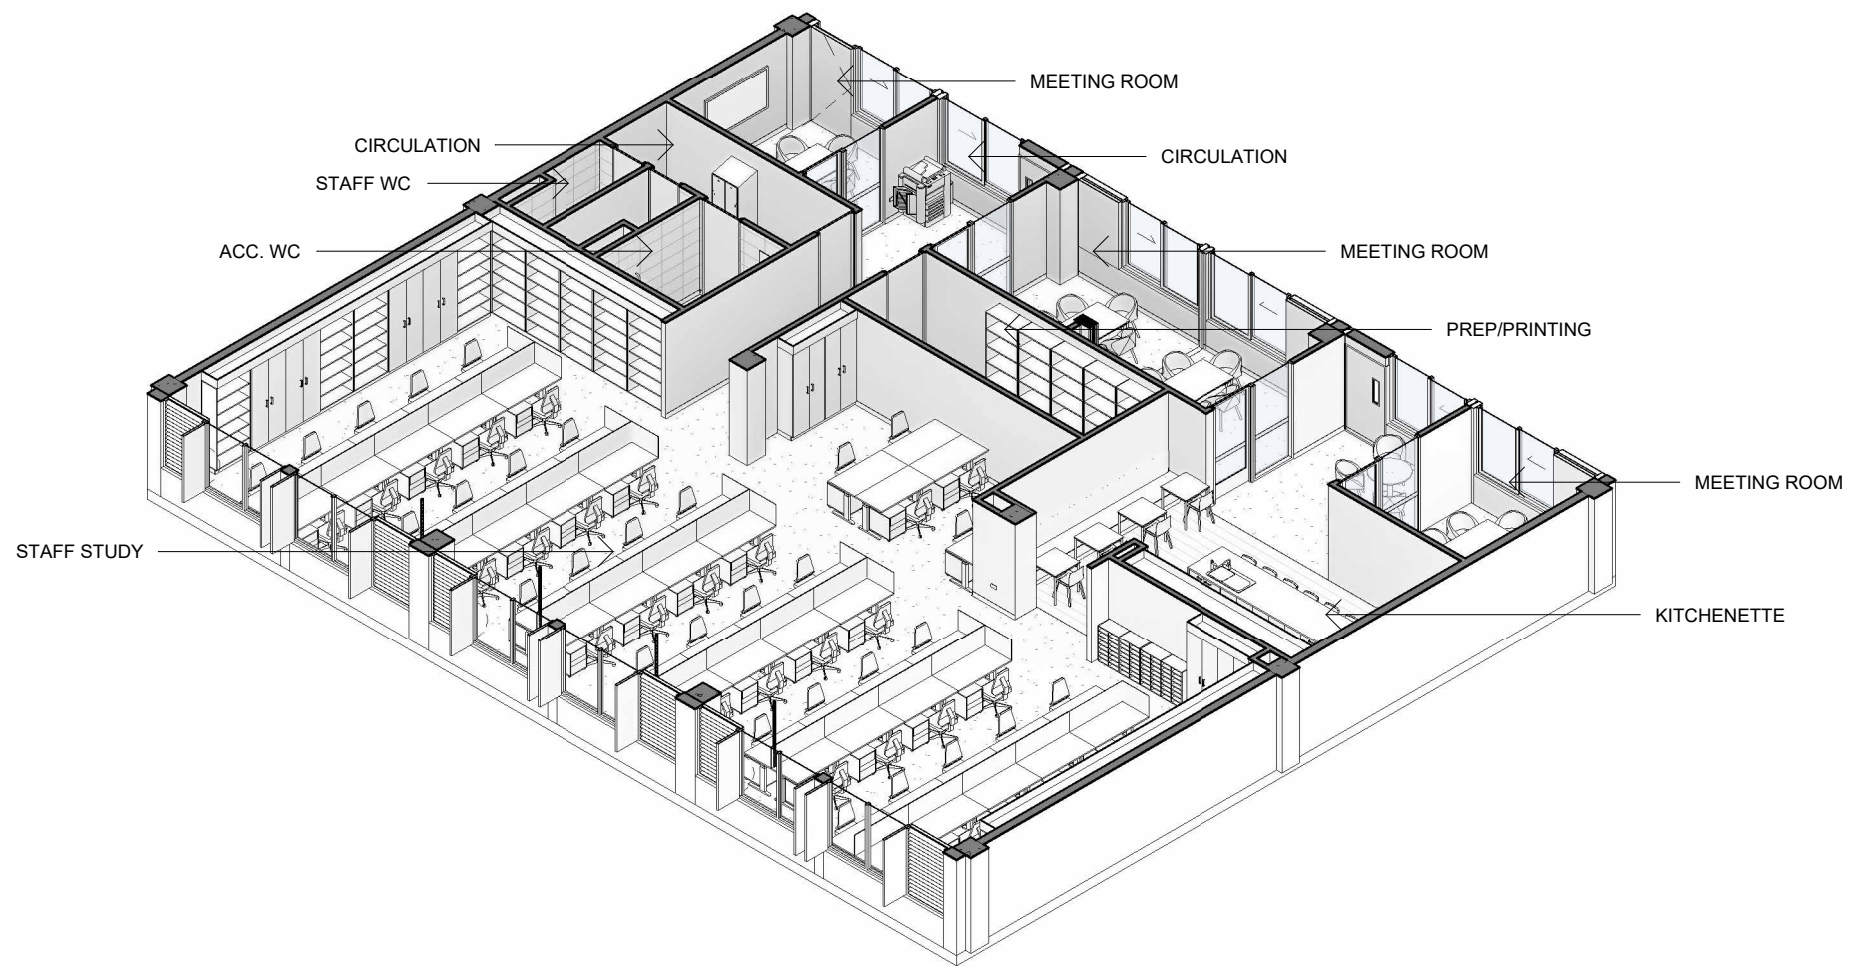 MEETING ROOM
CIRCULATION
CIRCULATION
STAFF WC
ACC. WC
MEETING ROOM
PREP/PRINTING
MEETING ROOM
STAFF STUDY
KITCHENETTE